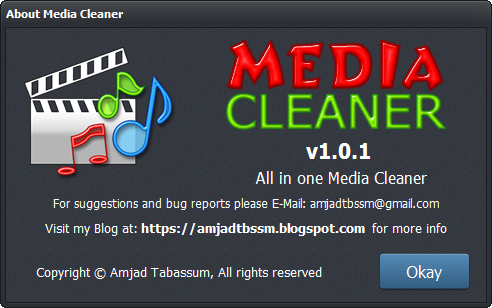 About Media Cleaner
MEDIA
CLEANER
v1.0.1
All in one Media Cleaner
For suggestions and bug reports please E-Mail: amjadtbssm@gmail.com
Visit my Blog at: https://amjadtbssm.blogspot.com for more info
Copyright © Amjad Tabassum, All rights reserved
Okay